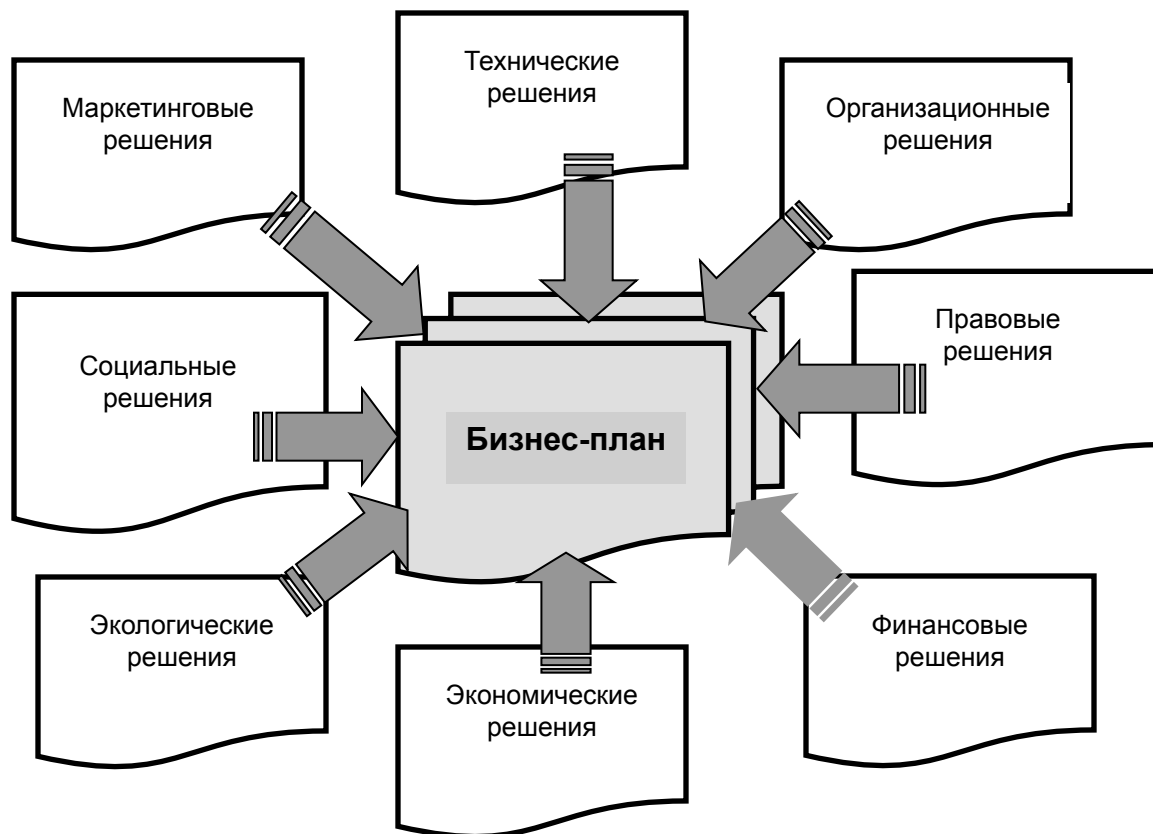 Технические
решения
Маркетинговые
решения
Организационные
решения
Правовые
решения
Социальные
решения
Бизнес-план
Экологические
решения
Финансовые
решения
Экономические
решения